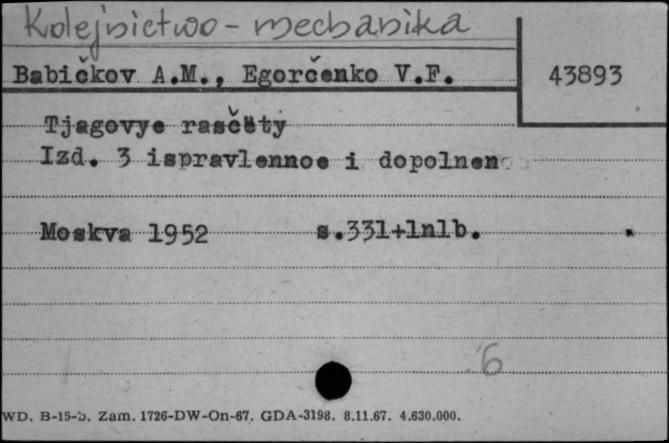 Kolejnictwo - mechanika
Babičkov A.M., Egorčenko V.F.
43893
Tjagovye rasčëty
Izd. 3 ispravlennoe i dopolnen
Moskva 1952 s.331+1nlb.
6
WD. B-15-b. Zam. 1726-DW-On-67. GDA-3198. 8.11.67. 4.630.000.